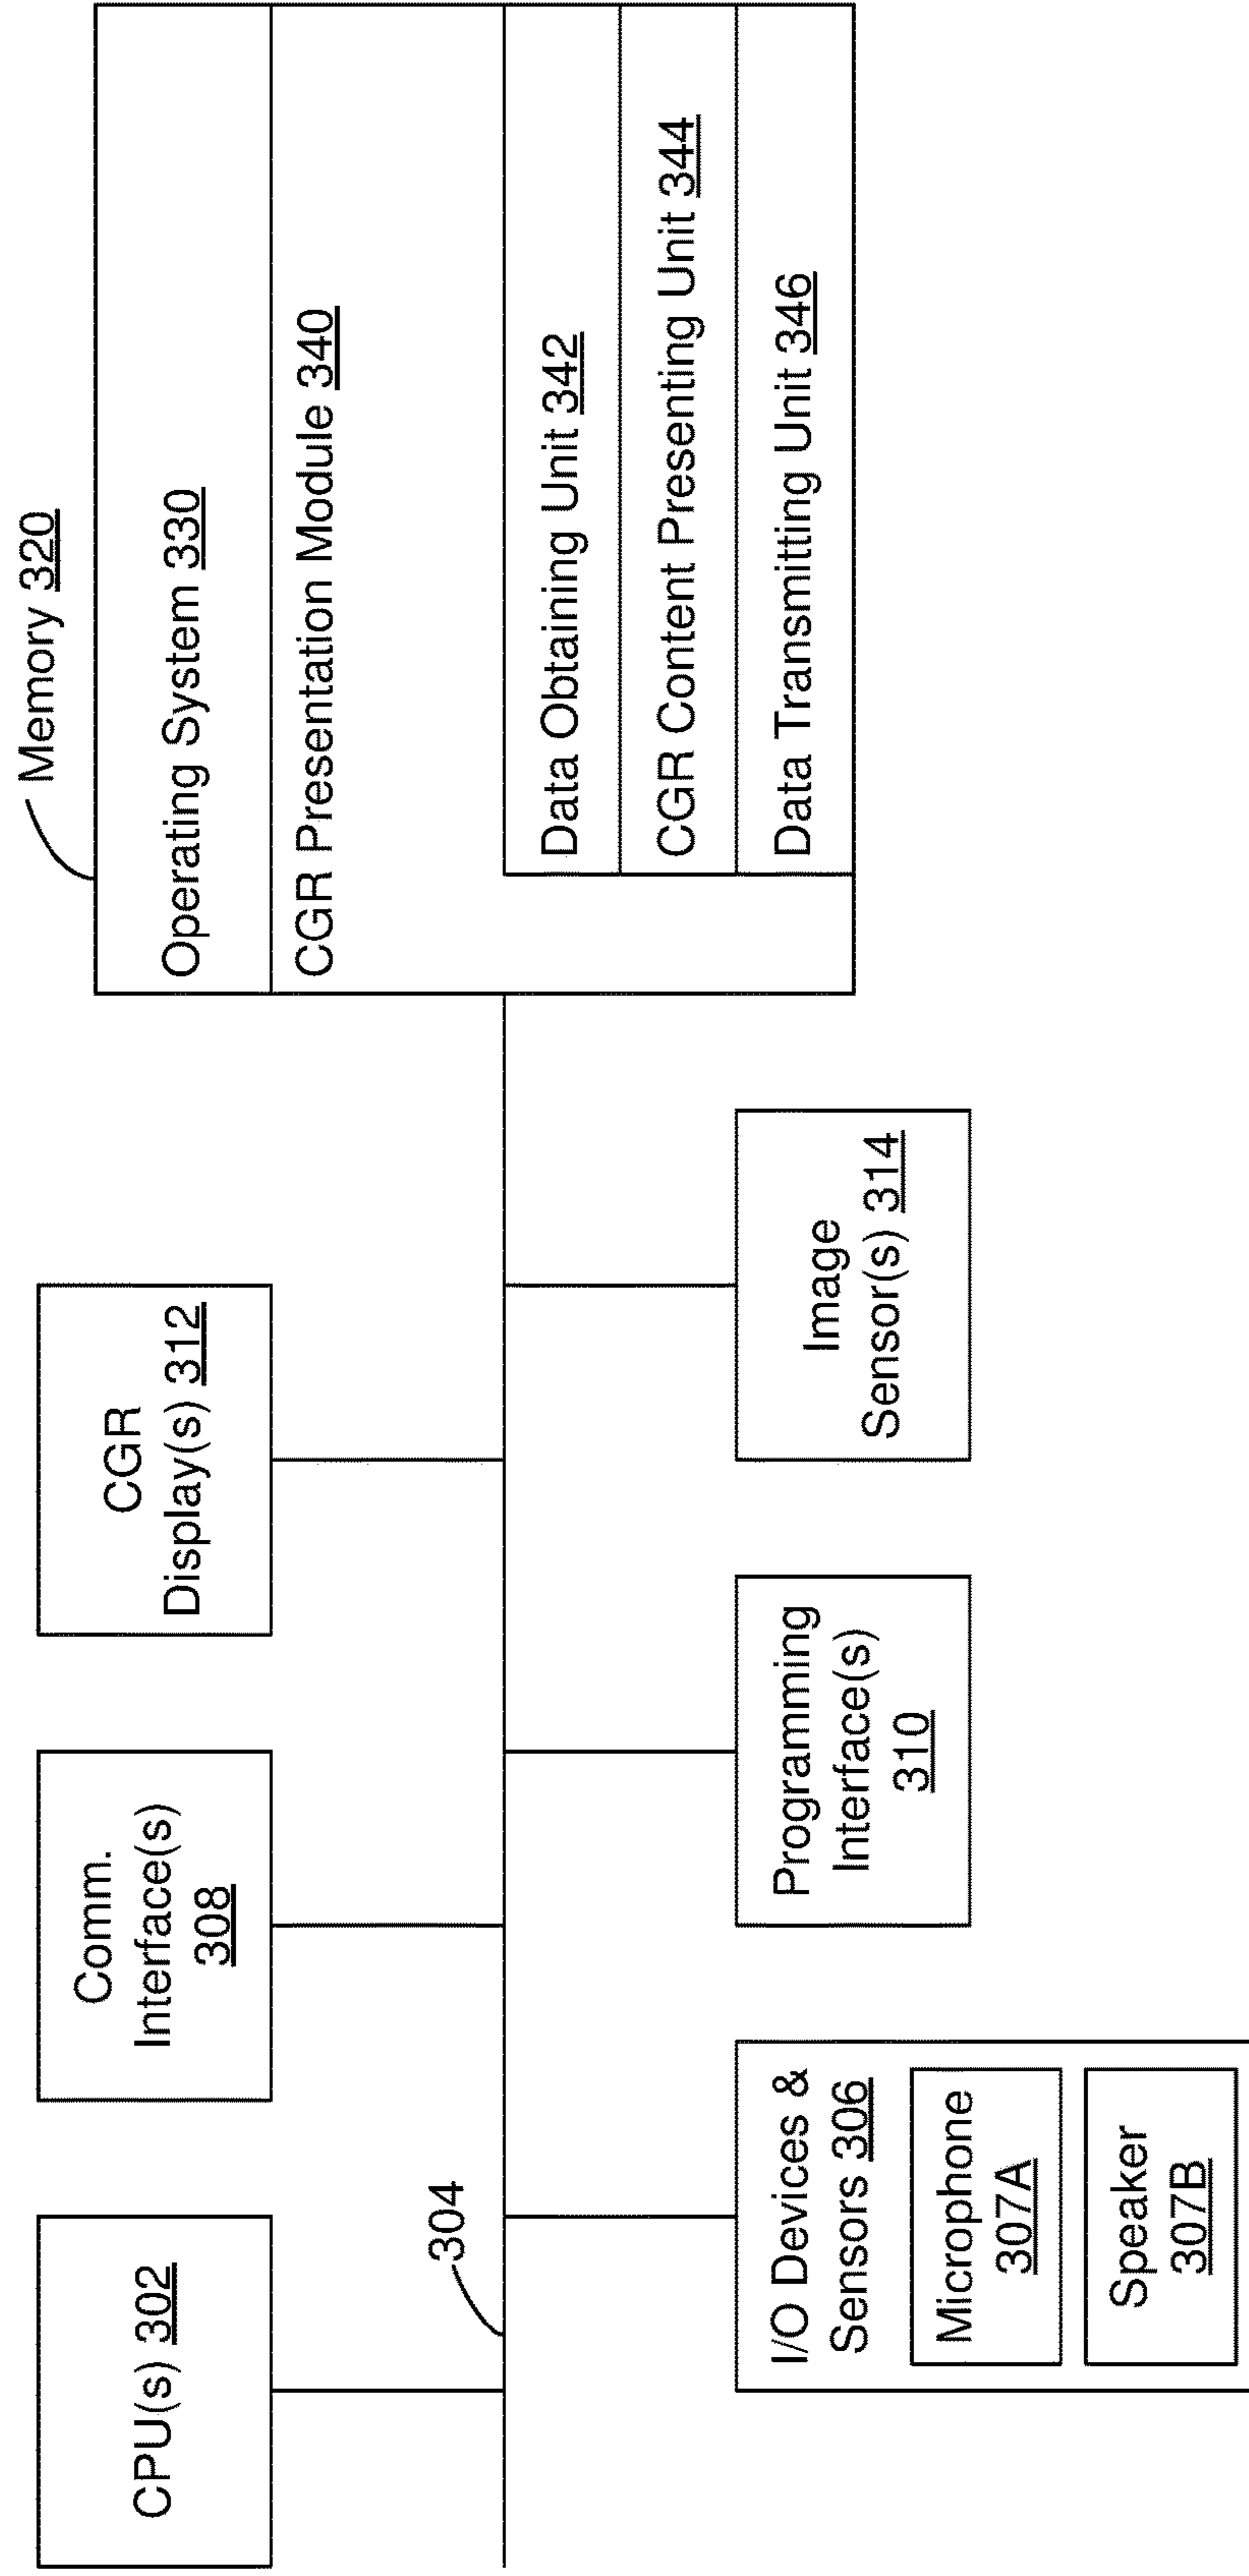 CPU(s) 302
Comm.
Interface(s)
308
CGR
Display(s) 312
Memory 320
Operating System 330
CGR Presentation Module 340
Data Obtaining Unit 342
CGR Content Presenting Unit 344
Data Transmitting Unit 346
304
I/O Devices &
Sensors 306
Microphone
307A
Speaker
307B
Programming
Interface(s)
310
Image
Sensor(s) 314